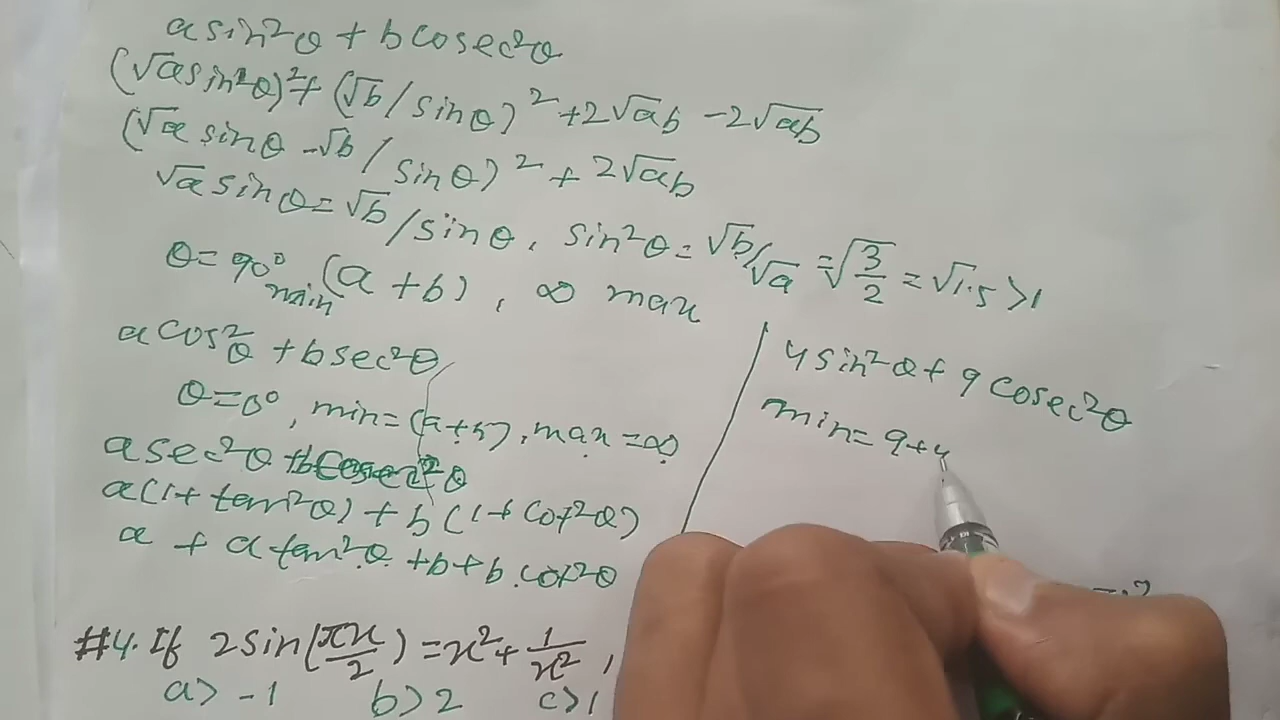 a sin²θ + b cosec²θ
(√a sin²θ)² + (√b / sinθ)² + 2√ab - 2√ab
(√a sinθ - √b / sinθ)² + 2√ab
√a sinθ = √b / sinθ, sin²θ = √b/√a = √3/2 = √1.5 > 1
θ = 90° min (a + b), ∞ max
a cos²θ + b sec²θ
θ = 0°, min = (a + b), max = ∞
a sec²θ + b cosec²θ
a(1 + tan²θ) + b(1 + cot²θ)
a + a tan²θ + b + b.cot²θ
4 sin²θ + 9 cosec²θ
min = 9+4
#4. If 2 sin(πx/2) = x² + 1/x²,
a > -1 b > 2 c > 1